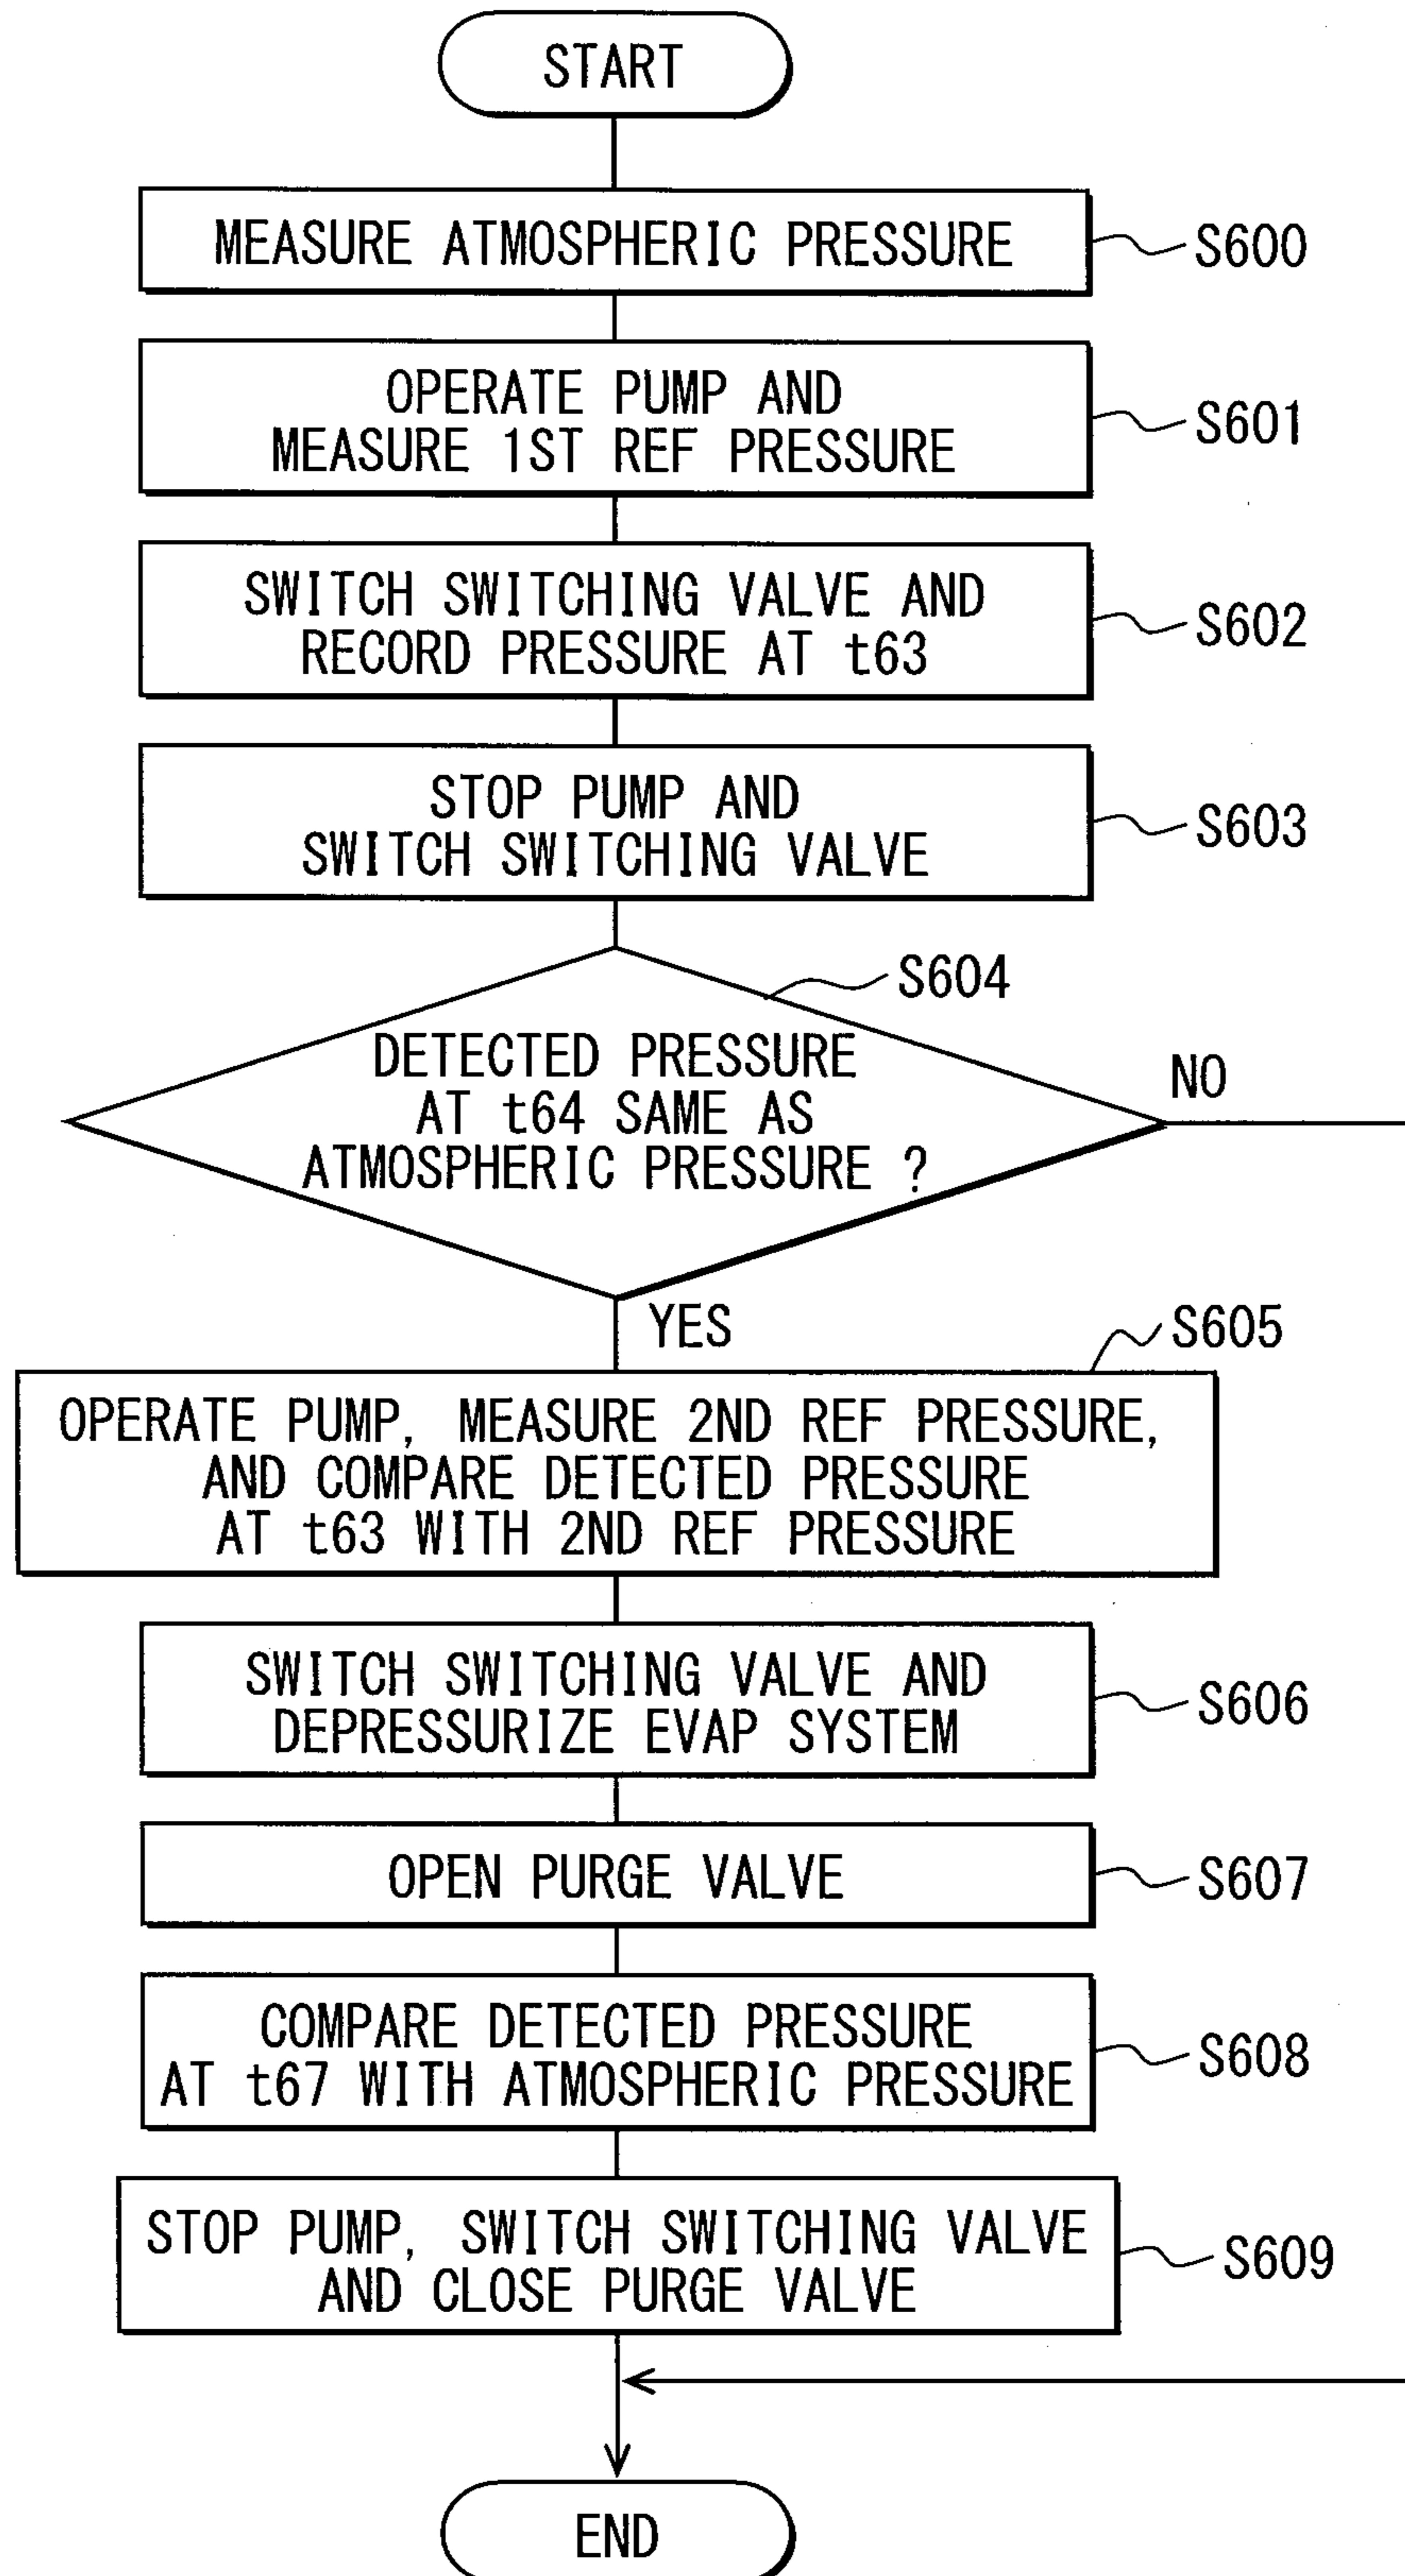 START
MEASURE ATMOSPHERIC PRESSURE
S600
OPERATE PUMP AND
MEASURE 1ST REF PRESSURE
S601
SWITCH SWITCHING VALVE AND
RECORD PRESSURE AT t63
S602
STOP PUMP AND
SWITCH SWITCHING VALVE
S603
S604
DETECTED PRESSURE
AT t64 SAME AS
ATMOSPHERIC PRESSURE ?
NO
YES
S605
OPERATE PUMP, MEASURE 2ND REF PRESSURE,
AND COMPARE DETECTED PRESSURE
AT t63 WITH 2ND REF PRESSURE
SWITCH SWITCHING VALVE AND
DEPRESSURIZE EVAP SYSTEM
S606
OPEN PURGE VALVE
S607
COMPARE DETECTED PRESSURE
AT t67 WITH ATMOSPHERIC PRESSURE
S608
STOP PUMP, SWITCH SWITCHING VALVE
AND CLOSE PURGE VALVE
S609
END